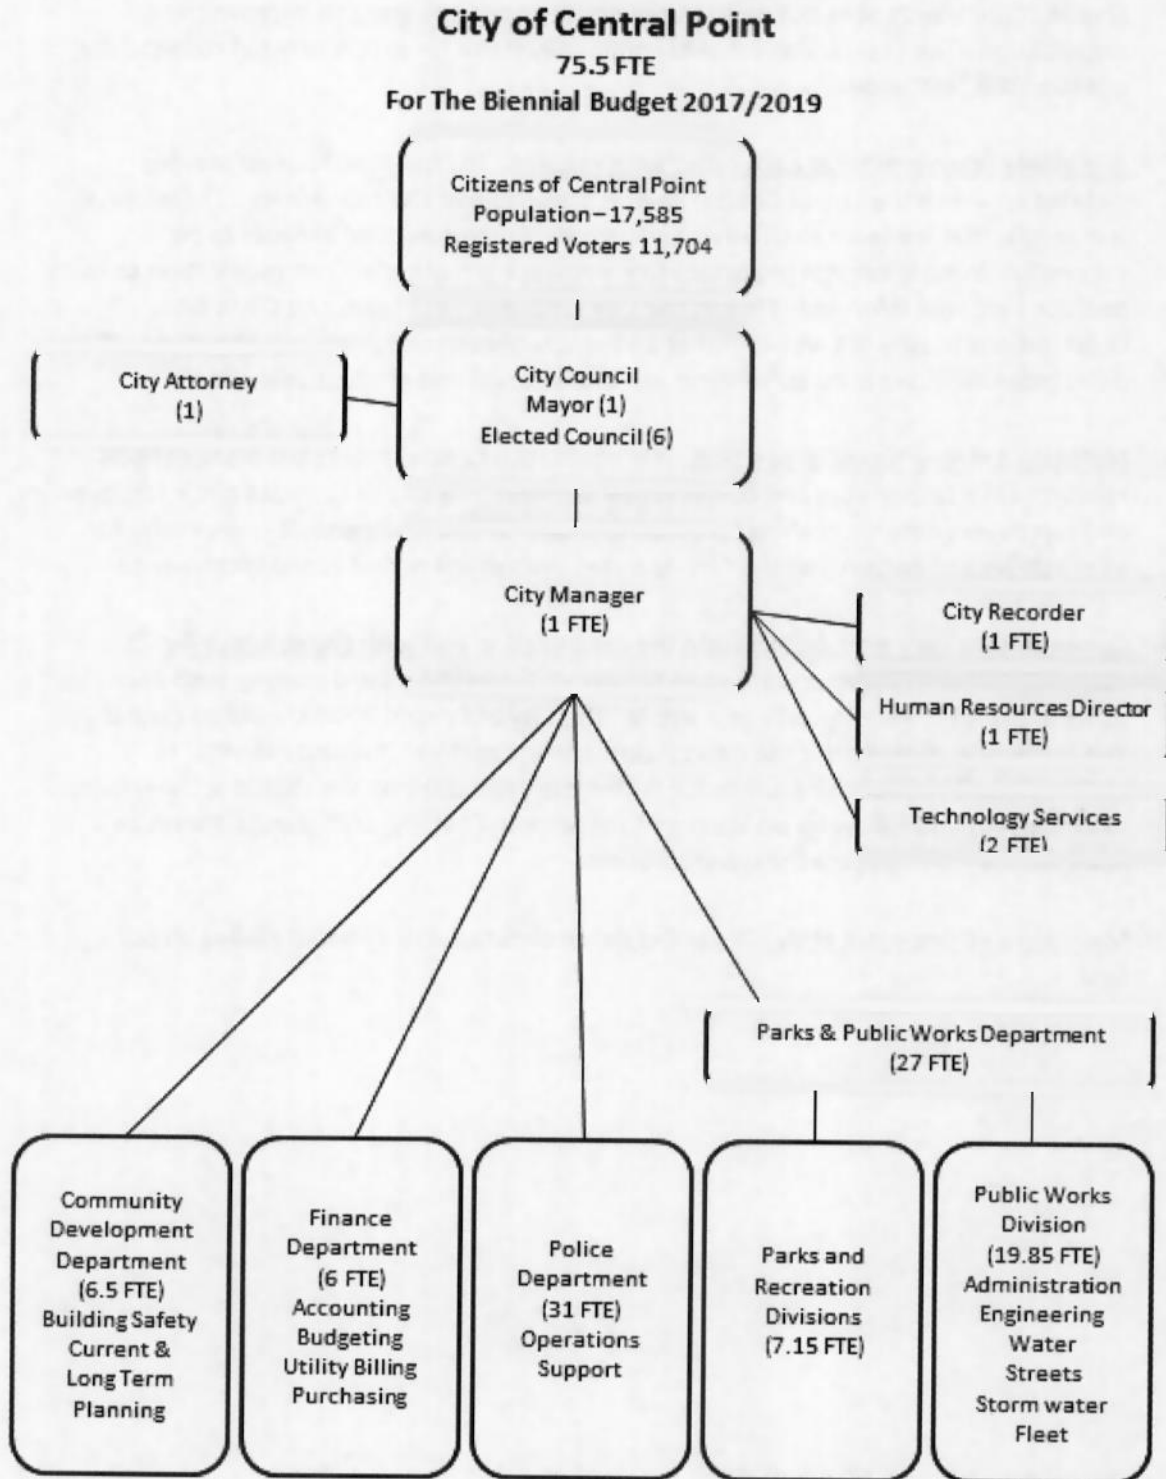 City of Central Point
75.5 FTE
For The Biennial Budget 2017/2019
Citizens of Central Point
Population–17,585
Registered Voters 11,704
City Attorney
(1)
City Council
Mayor (1)
Elected Council (6)
City Manager
(1 FTE)
City Recorder
(1 FTE)
Human Resources Director
(1 FTE)
Technology Services
(2 FTE)
Parks & Public Works Department
(27 FTE)
Community
Development
Department
(6.5 FTE)
Building Safety
Current &
Long Term
Planning
Finance
Department
(6 FTE)
Accounting
Budgeting
Utility Billing
Purchasing
Police
Department
(31 FTE)
Operations
Support
Parks and
Recreation
Divisions
(7.15 FTE)
Public Works
Division
(19.85 FTE)
Administration
Engineering
Water
Streets
Storm water
Fleet